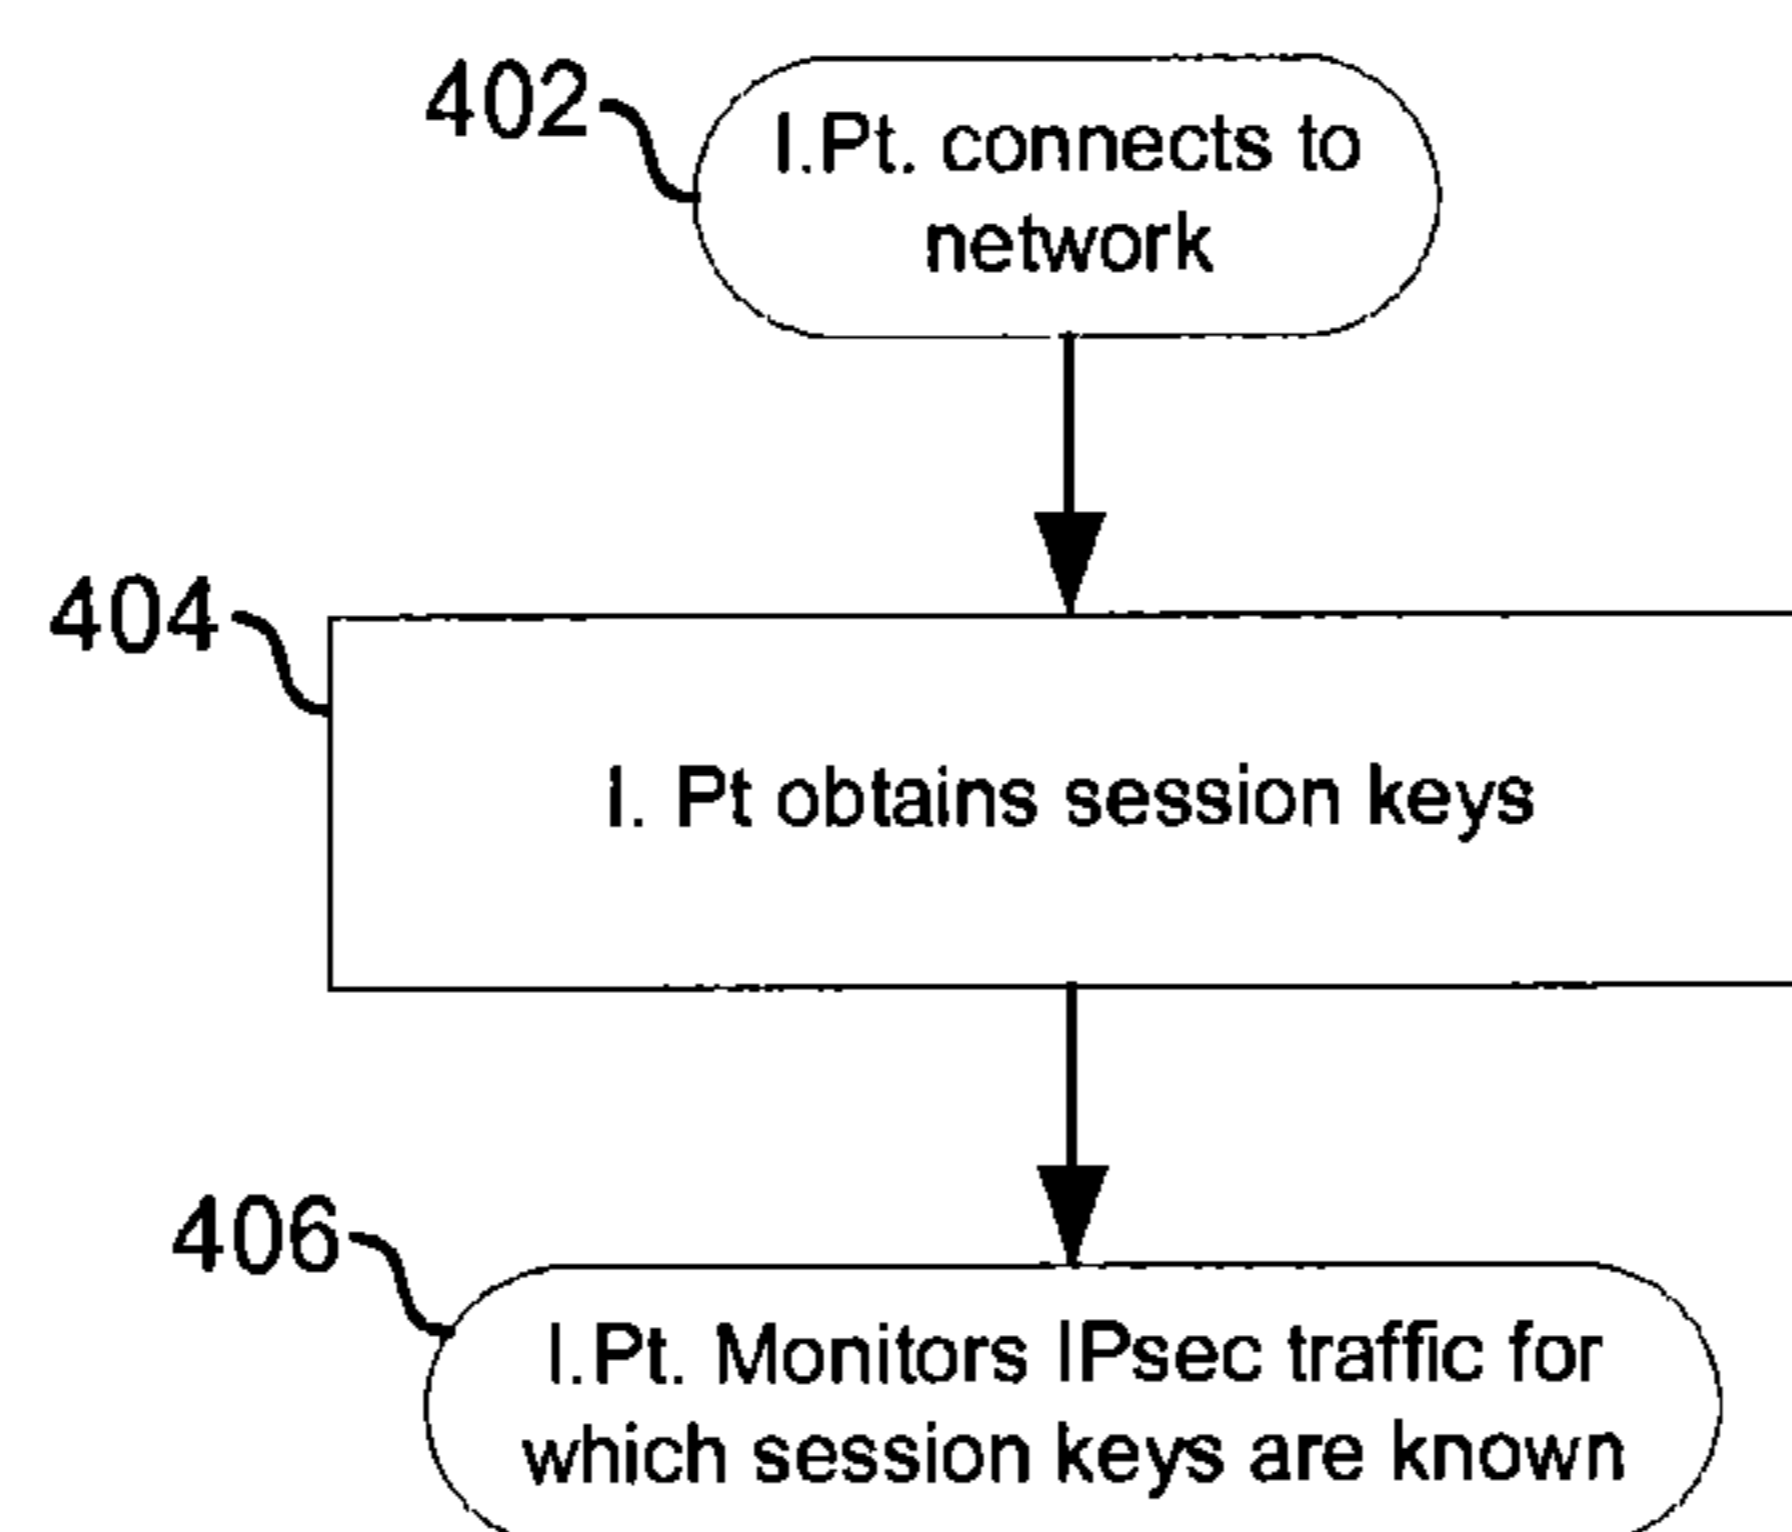 402
I.Pt. connects to
network
404
I. Pt obtains session keys
406
I.Pt. Monitors IPsec traffic for
which session keys are known